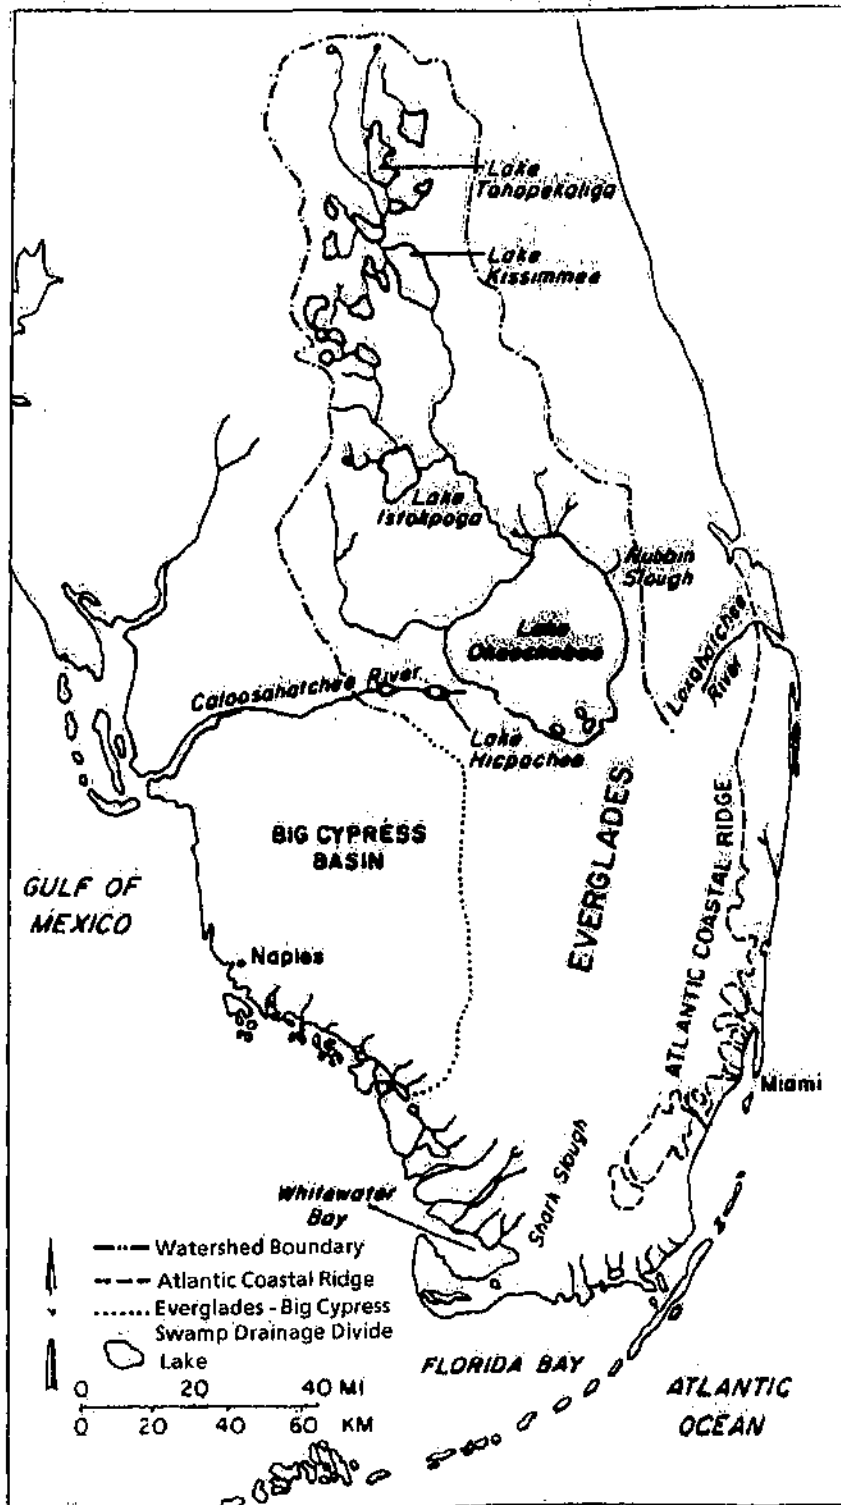 Lake
Tohopekaliga
Lake
Kissimmee
Lake
Istokpoga
Nubbin
Slough
Lake
Okeechobee
Loxahatchee
River
Caloosahatchee River
Lake
Hicpochee
EVERGLADES
BIG CYPRESS
BASIN
ATLANTIC COASTAL RIDGE
GULF OF
MEXICO
Naples
Miami
Shark Slough
Whitewater
Bay
Watershed Boundary
Atlantic Coastal Ridge
Everglades - Big Cypress
Swamp Drainage Divide
Lake
0 20 40 MI
0 20 40 60 KM
FLORIDA BAY
ATLANTIC
OCEAN